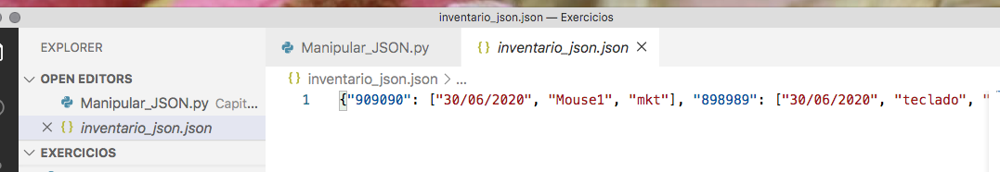 inventario_json.json — Exercicios
EXPLORER
Manipular_JSON.py
{} inventario_json.json ×
OPEN EDITORS
{} inventario_json.json > ...
Manipular_JSON.py Capit...
1 {"909090": ["30/06/2020", "Mouse1", "mkt"], "898989": ["30/06/2020", "teclado", "
× {} inventario_json.json
EXERCICIOS